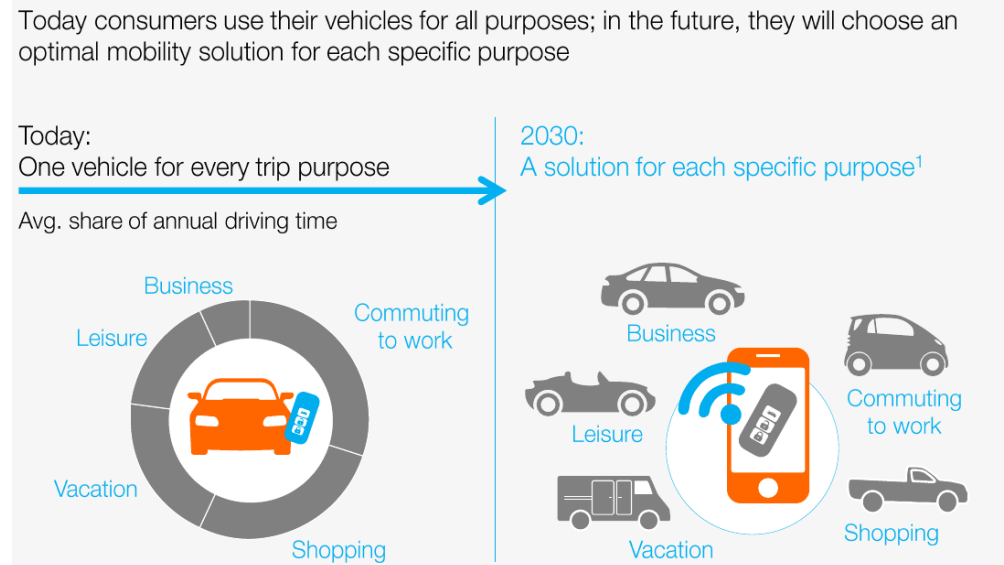 Today consumers use their vehicles for all purposes; in the future, they will choose an
optimal mobility solution for each specific purpose
Today:
One vehicle for every trip purpose
Avg. share of annual driving time
Business
Leisure
Commuting
to work
Vacation
Shopping
2030:
A solution for each specific purpose¹
Business
Leisure
Commuting
to work
Vacation
Shopping